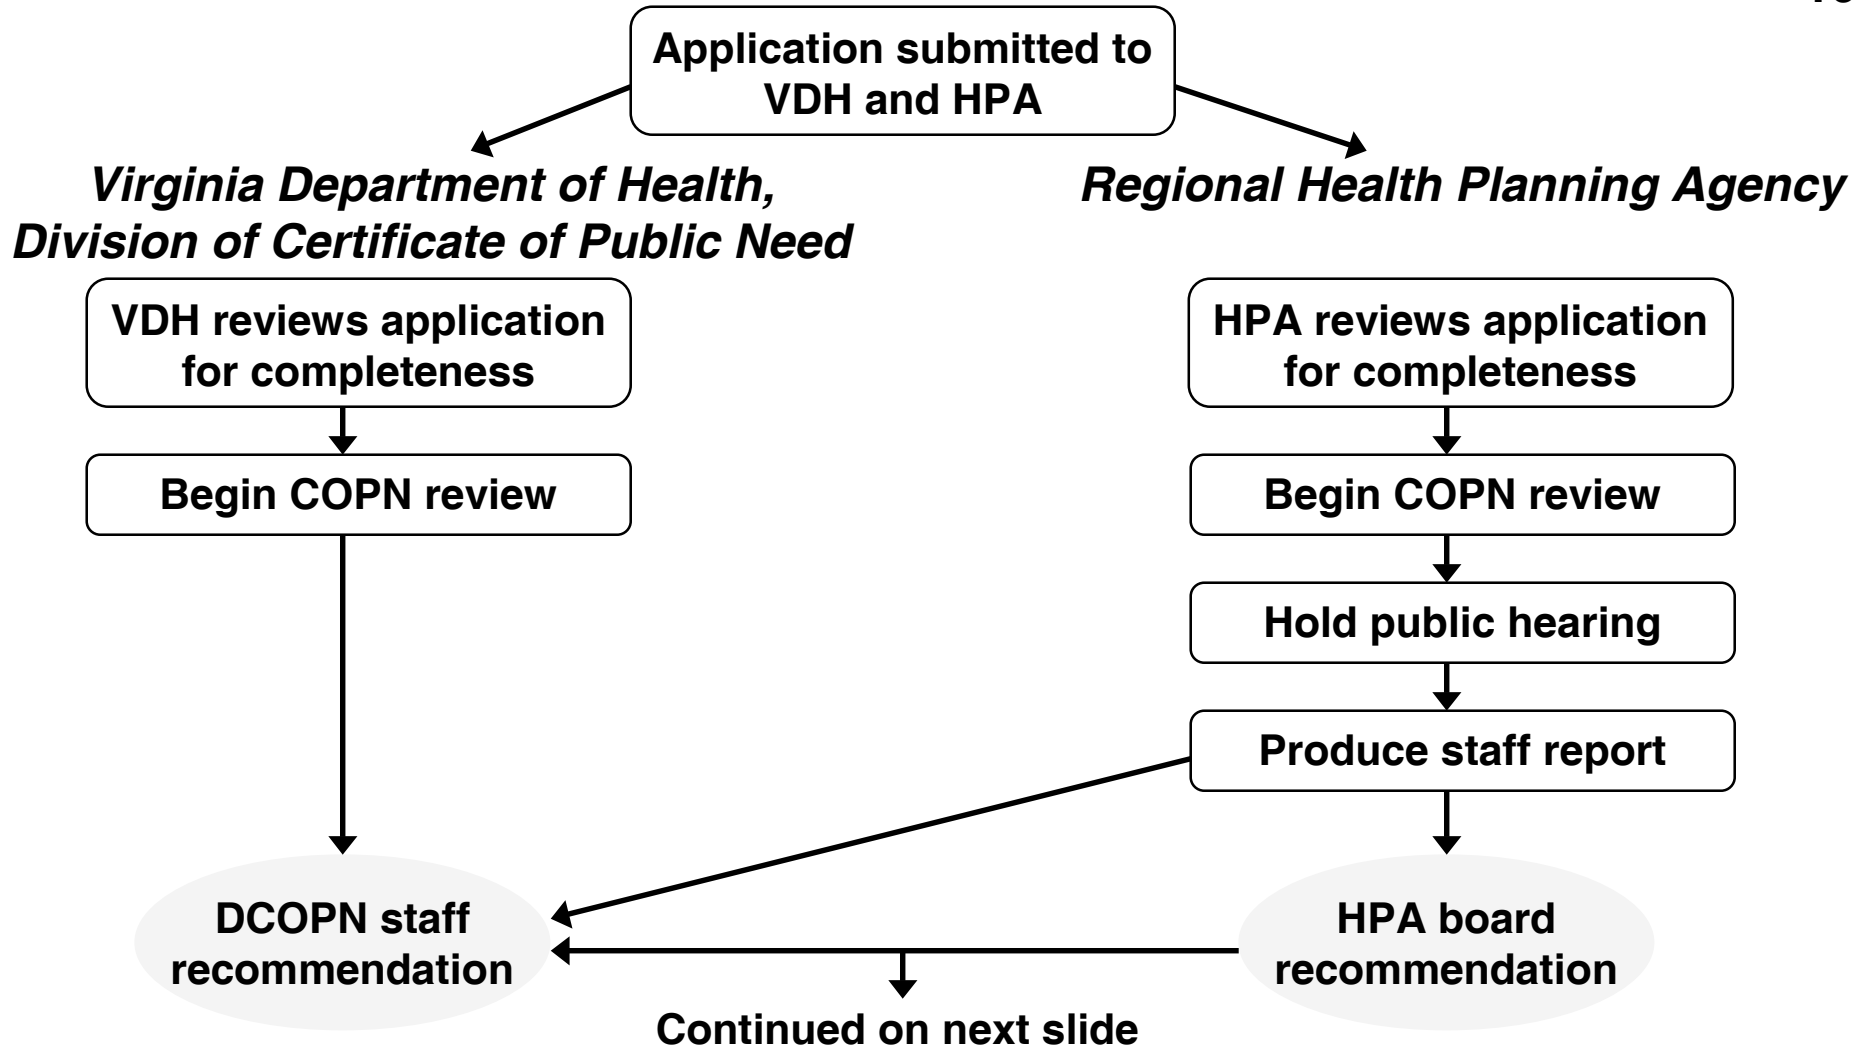 Application submitted to
VDH and HPA
Virginia Department of Health,
Division of Certificate of Public Need
Regional Health Planning Agency
VDH reviews application
for completeness
Begin COPN review
HPA reviews application
for completeness
Begin COPN review
Hold public hearing
Produce staff report
DCOPN staff
recommendation
HPA board
recommendation
Continued on next slide